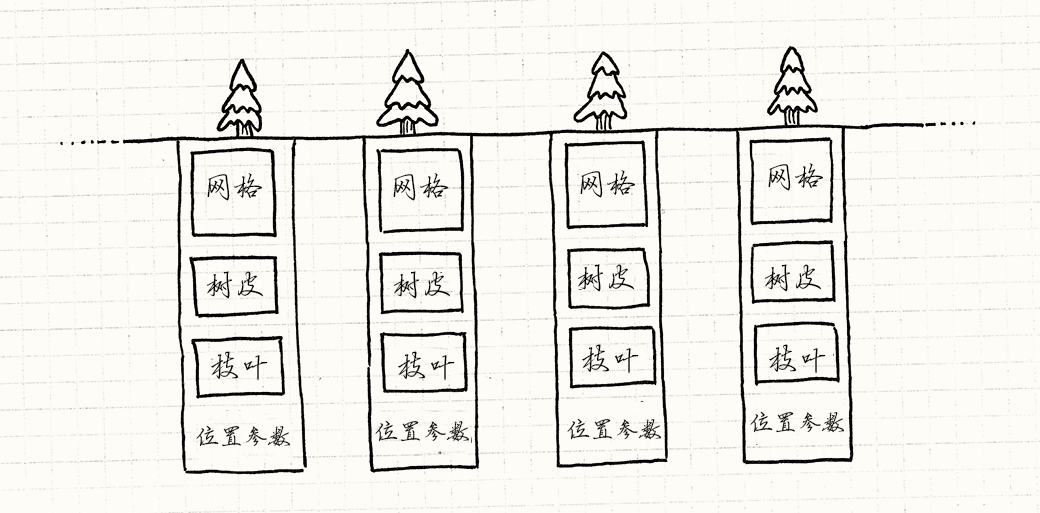 网格 网格 网格 网格
树皮 树皮 树皮 树皮
枝叶 枝叶 枝叶 枝叶
位置参数 位置参数 位置参数 位置参数